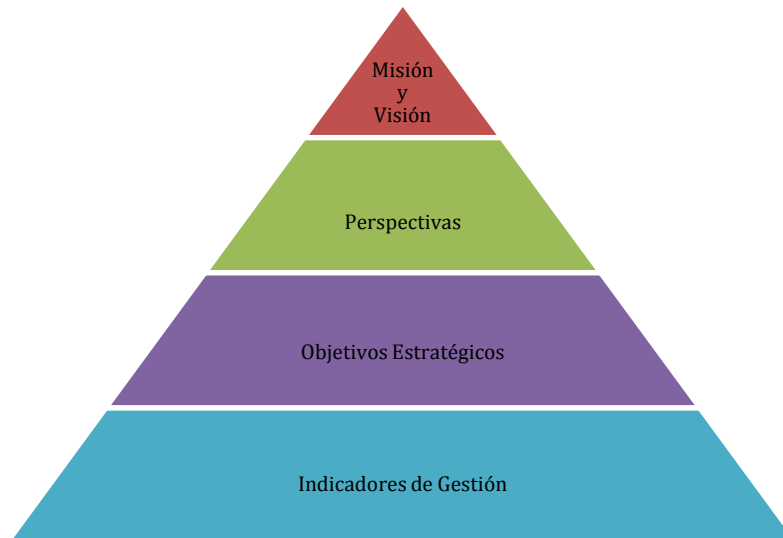 Misión
y
Visión
Perspectivas
Objetivos Estratégicos
Indicadores de Gestión